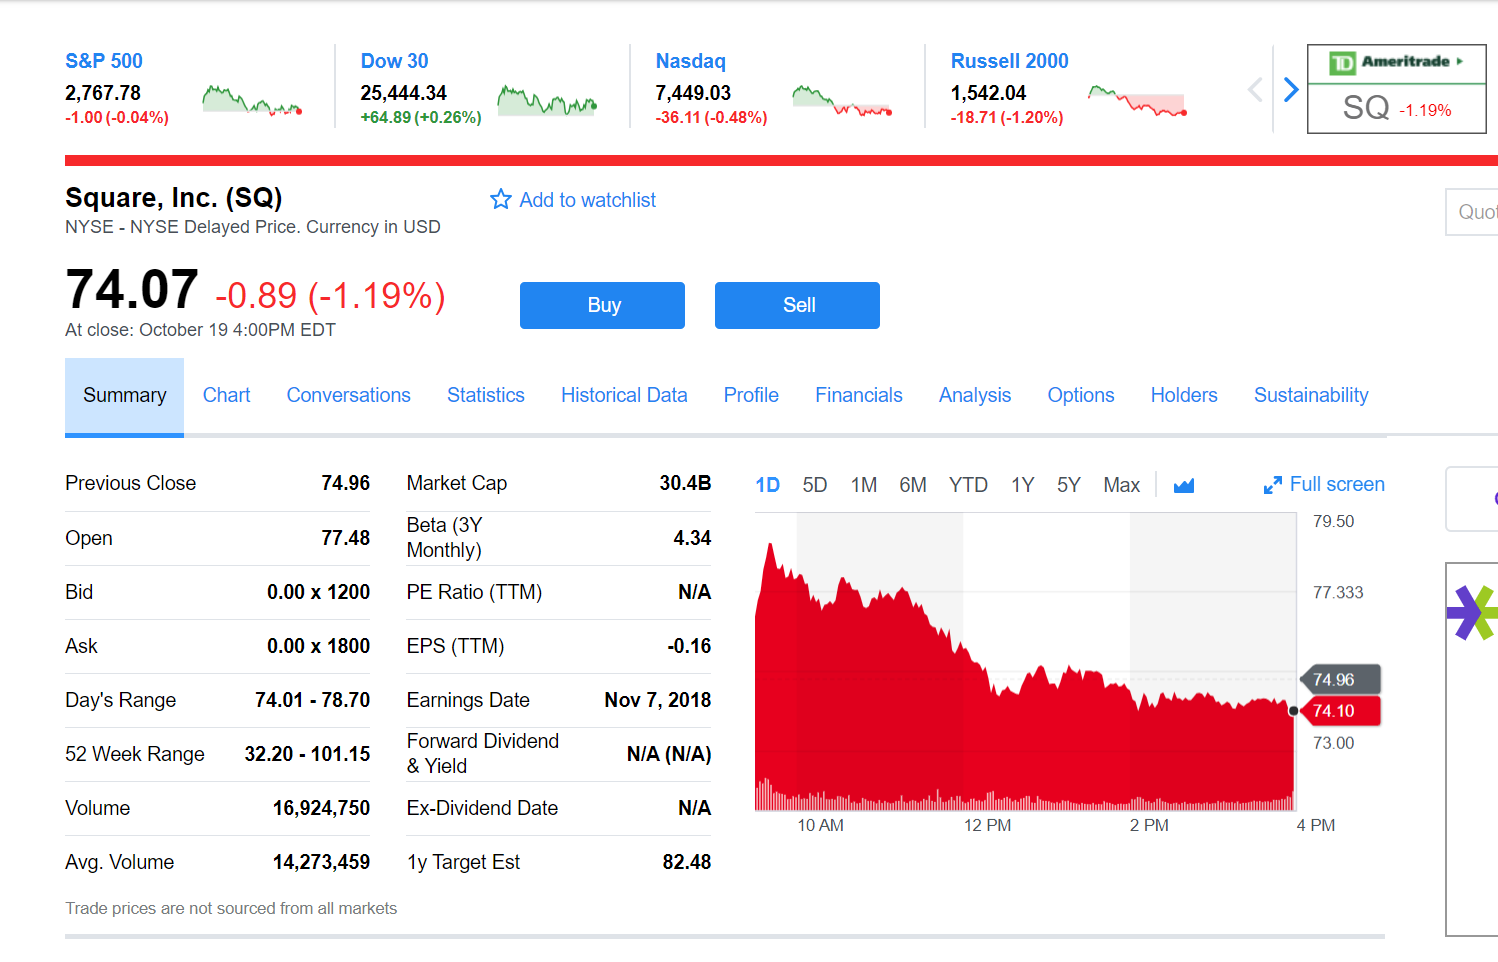 S&P 500
2,767.78
-1.00 (-0.04%)
Dow 30
25,444.34
+64.89 (+0.26%)
Nasdaq
7,449.03
-36.11 (-0.48%)
Russell 2000
1,542.04
-18.71 (-1.20%)
TD Ameritrade
SQ -1.19%
Square, Inc. (SQ)
Add to watchlist
NYSE - NYSE Delayed Price. Currency in USD
74.07 -0.89 (-1.19%)
At close: October 19 4:00PM EDT
Buy
Sell
Summary Chart Conversations Statistics Historical Data Profile Financials Analysis Options Holders Sustainability
Previous Close 74.96
Open 77.48
Bid 0.00 x 1200
Ask 0.00 x 1800
Day's Range 74.01 - 78.70
52 Week Range 32.20 - 101.15
Volume 16,924,750
Avg. Volume 14,273,459
Market Cap 30.4B
Beta (3Y
Monthly) 4.34
PE Ratio (TTM) N/A
EPS (TTM) -0.16
Earnings Date Nov 7, 2018
Forward Dividend
& Yield N/A (N/A)
Ex-Dividend Date N/A
1y Target Est 82.48
1D 5D 1M 6M YTD 1Y 5Y Max
Full screen
79.50
77.333
74.96
74.10
73.00
10 AM 12 PM 2 PM 4 PM
Trade prices are not sourced from all markets